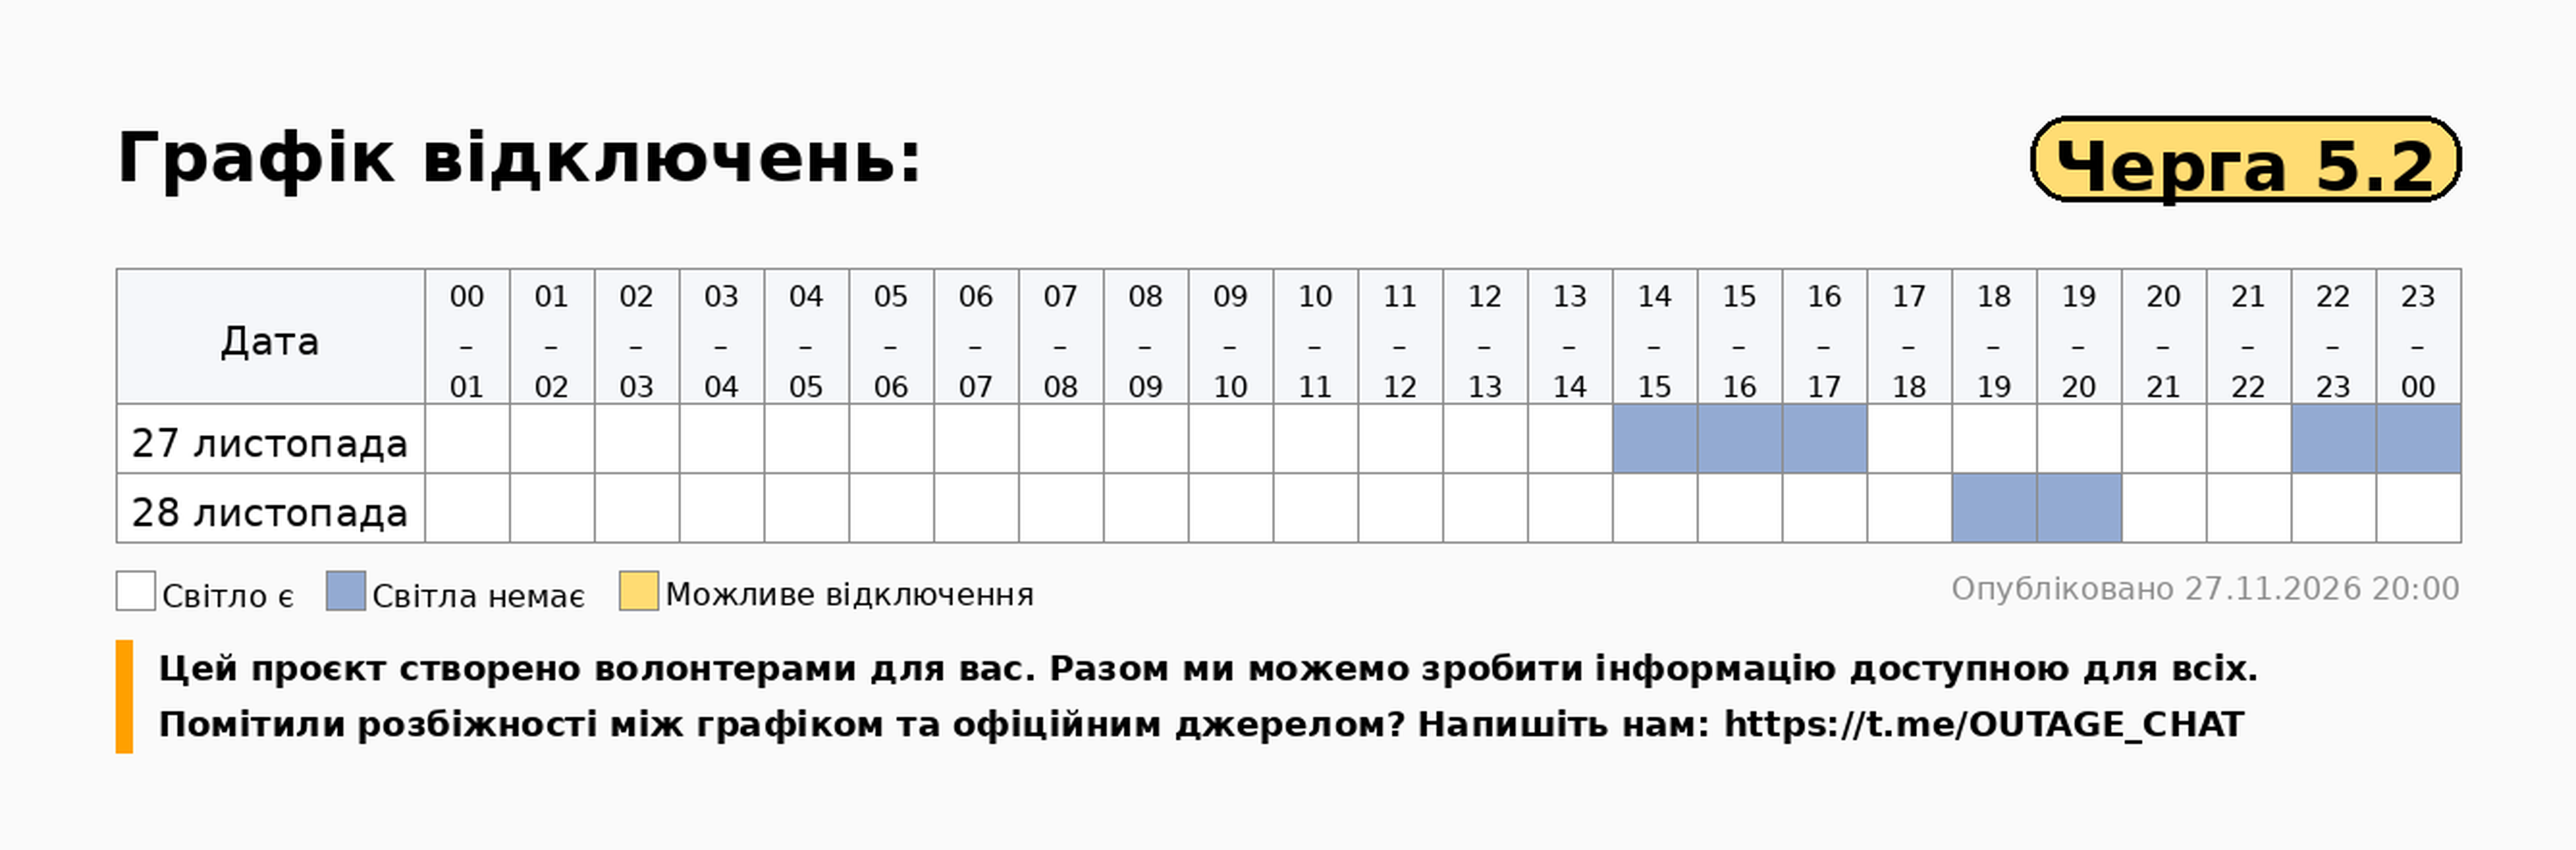 Графік відключень:
Черга 5.2
Дата 00–01 01–02 02–03 03–04 04–05 05–06 06–07 07–08 08–09 09–10 10–11 11–12 12–13 13–14 14–15 15–16 16–17 17–18 18–19 19–20 20–21 21–22 22–23 23–00
27 листопада
28 листопада
Світло є Світла немає Можливе відключення
Опубліковано 27.11.2026 20:00
Цей проєкт створено волонтерами для вас. Разом ми можемо зробити інформацію доступною для всіх.
Помітили розбіжності між графіком та офіційним джерелом? Напишіть нам: https://t.me/OUTAGE_CHAT